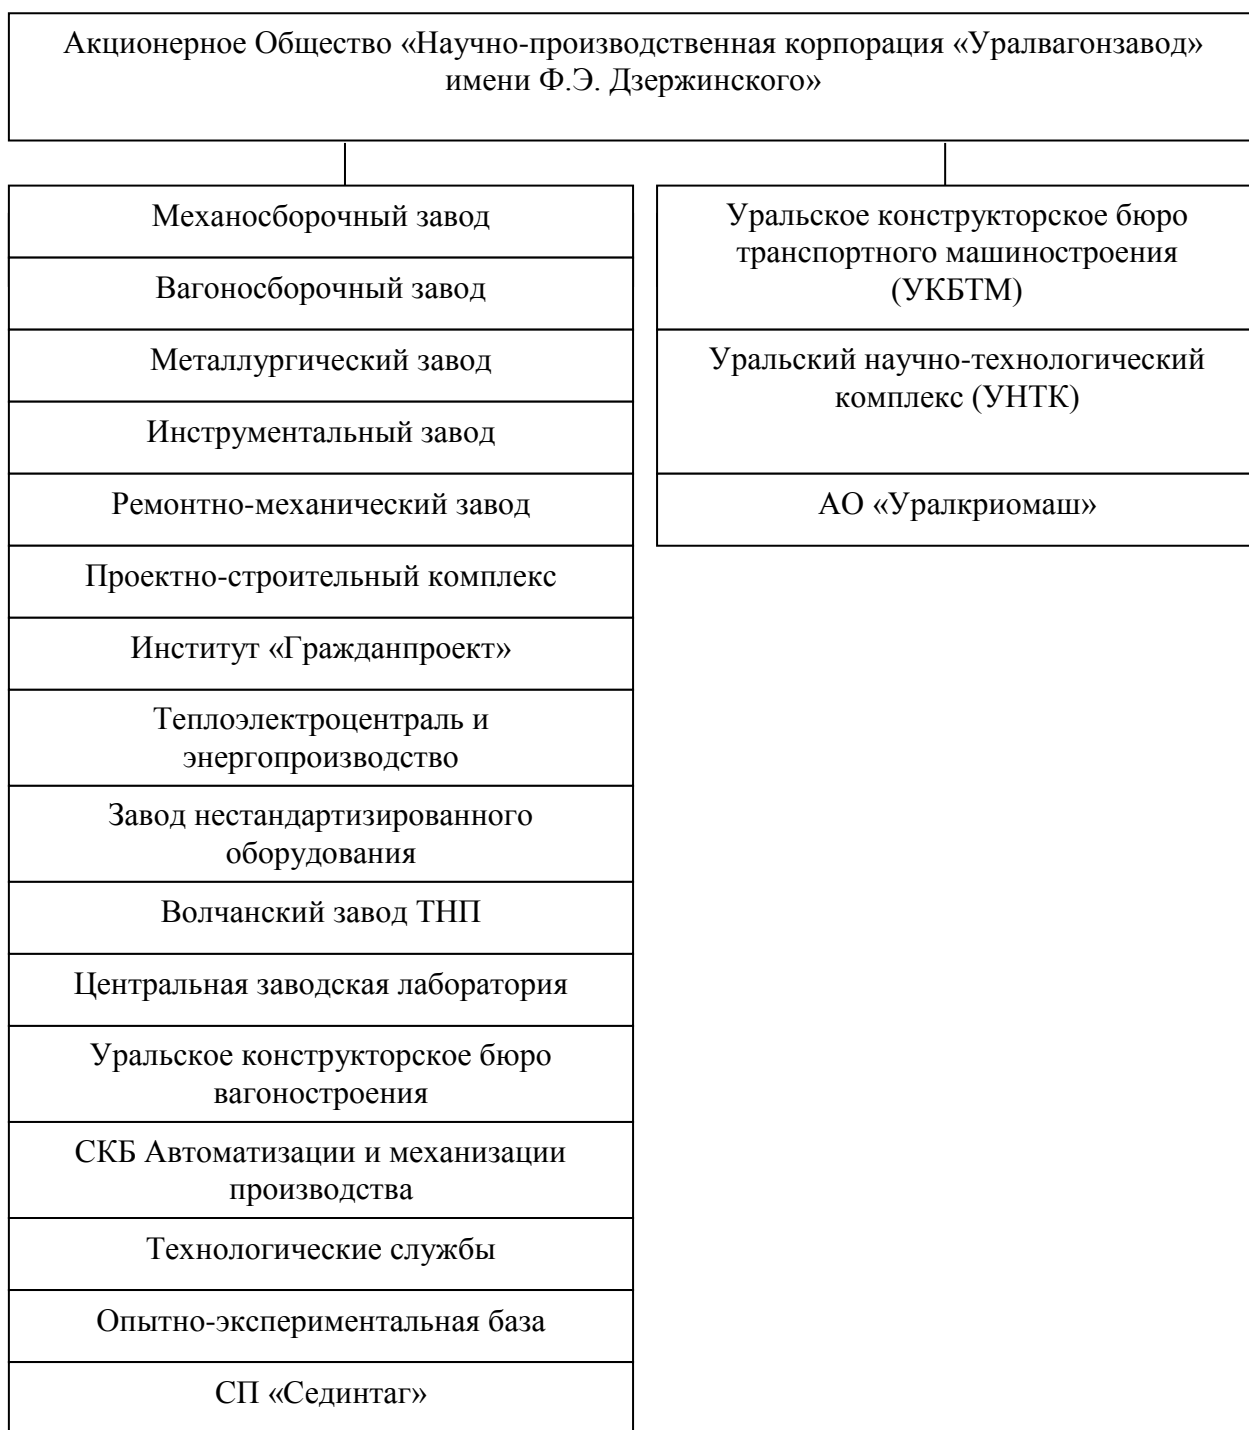 Акционерное Общество «Научно-производственная корпорация «Уралвагонзавод»
имени Ф.Э. Дзержинского»
Механосборочный завод
Вагоносборочный завод
Металлургический завод
Инструментальный завод
Ремонтно-механический завод
Проектно-строительный комплекс
Институт «Гражданпроект»
Теплоэлектроцентраль и
энергопроизводство
Завод нестандартизированного
оборудования
Волчанский завод ТНП
Центральная заводская лаборатория
Уральское конструкторское бюро
вагоностроения
СКБ Автоматизации и механизации
производства
Технологические службы
Опытно-экспериментальная база
СП «Сединтаг»
Уральское конструкторское бюро
транспортного машиностроения
(УКБТМ)
Уральский научно-технологический
комплекс (УНТК)
АО «Уралкриомаш»